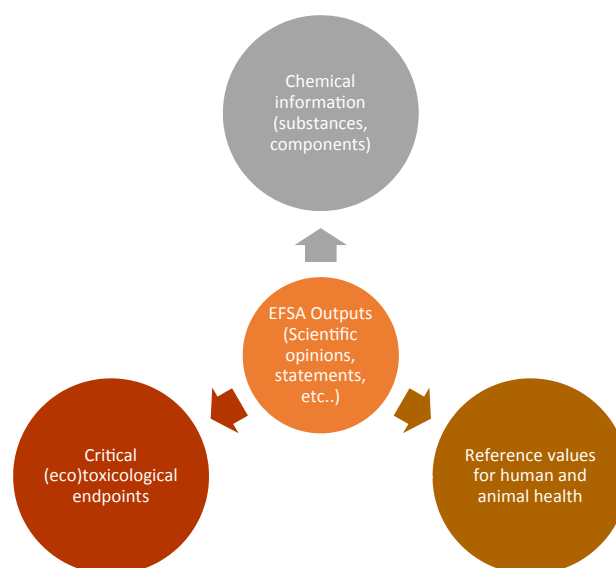 Chemical
information
(substances,
components)
EFSA Outputs
(Scientific
opinions,
statements,
etc..)
Critical
(eco)toxicological
endpoints
Reference values
for human and
animal health